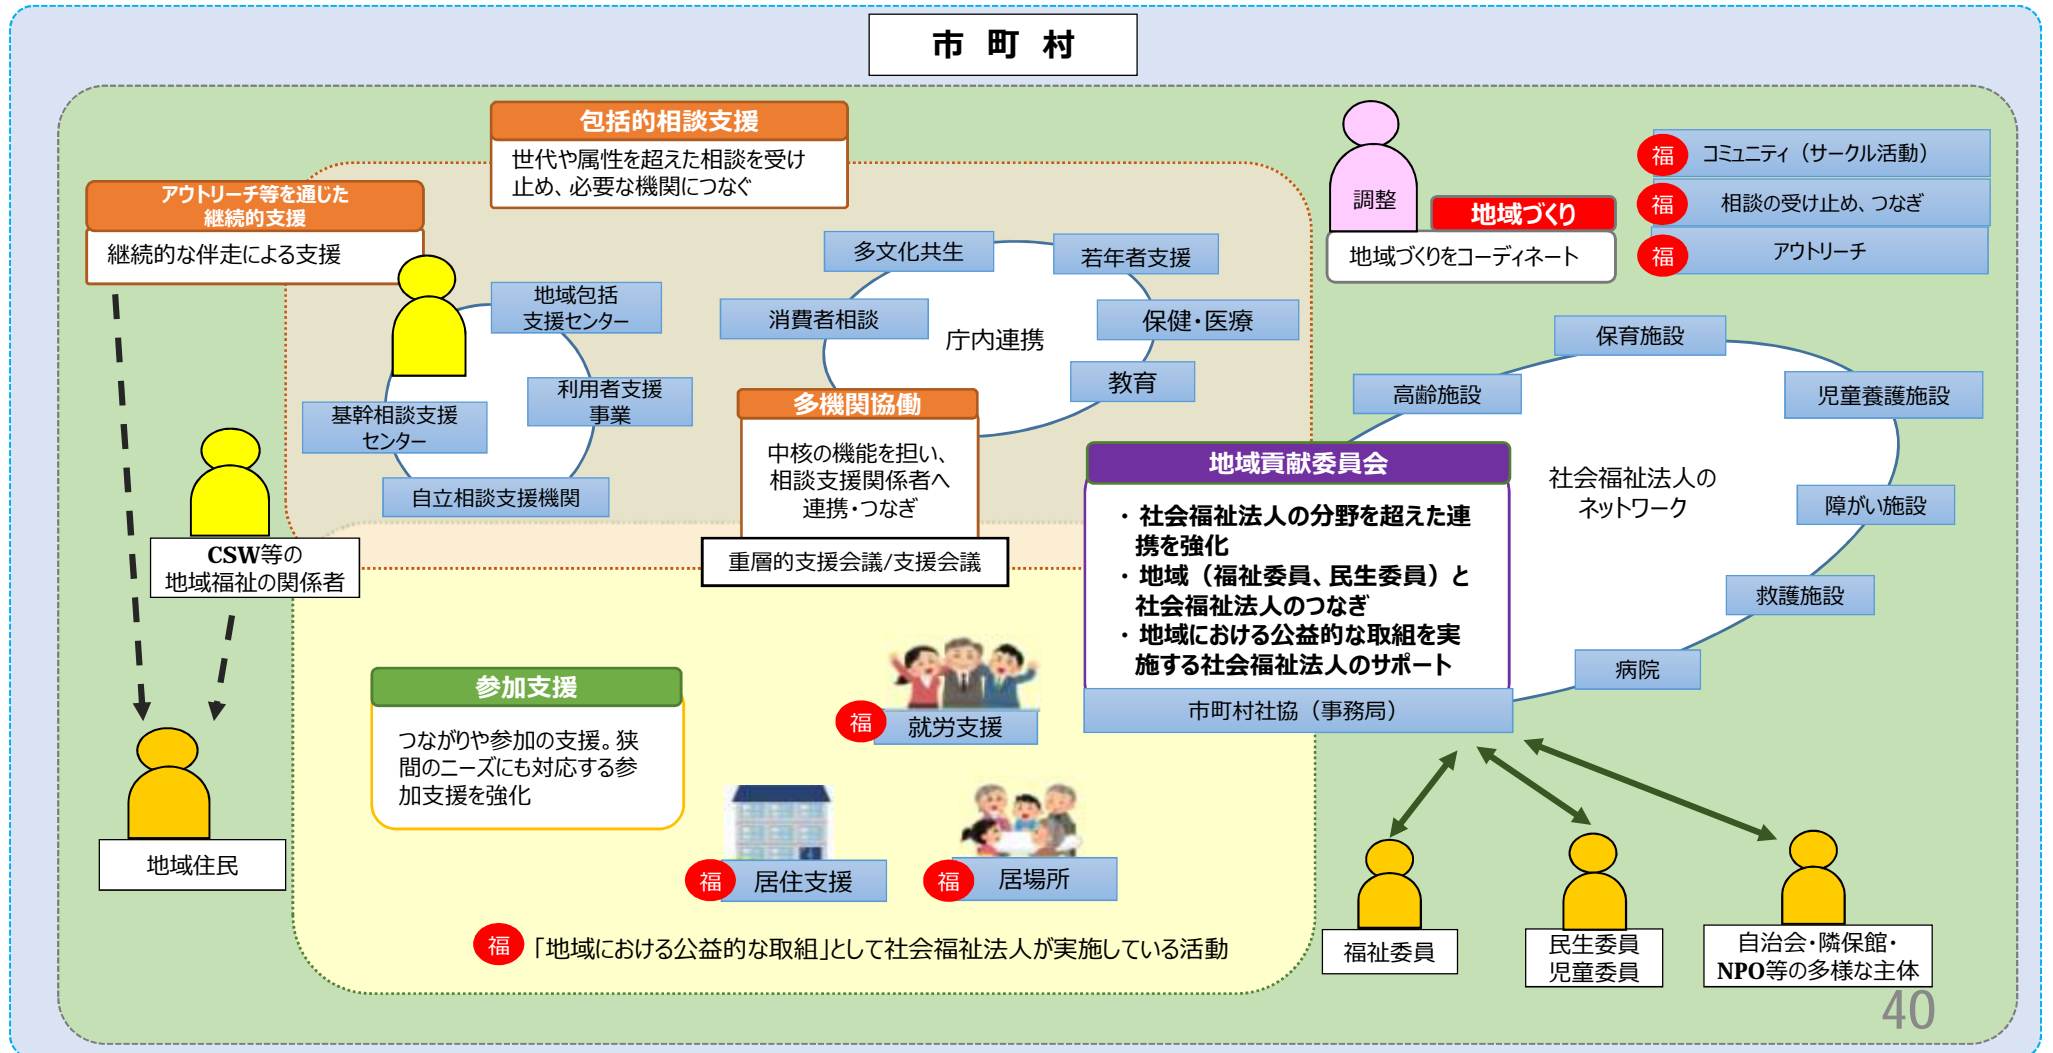 市 町 村
包括的相談支援
世代や属性を超えた相談を受け
止め、必要な機関につなぐ
アウトリーチ等を通じた
継続的支援
継続的な伴走による支援
地域包括
支援センター
利用者支援
事業
基幹相談支援
センター
自立相談支援機関
多文化共生
若年者支援
消費者相談
保健・医療
庁内連携
教育
多機関協働
中核の機能を担い、
相談支援関係者へ
連携・つなぎ
重層的支援会議/支援会議
調整
地域づくり
地域づくりをコーディネート
福 コミュニティ（サークル活動）
福 相談の受け止め、つなぎ
福 アウトリーチ
保育施設
高齢施設
児童養護施設
社会福祉法人の
ネットワーク
障がい施設
救護施設
病院
地域貢献委員会
・社会福祉法人の分野を超えた連
携を強化
・地域（福祉委員、民生委員）と
社会福祉法人のつなぎ
・地域における公益的な取組を実
施する社会福祉法人のサポート
市町村社協（事務局）
CSW等の
地域福祉の関係者
地域住民
参加支援
つながりや参加の支援。狭
間のニーズにも対応する参
加支援を強化
福 就労支援
福 居住支援
福 居場所
福 「地域における公益的な取組」として社会福祉法人が実施している活動
福祉委員
民生委員
児童委員
自治会・隣保館・
NPO等の多様な主体
40